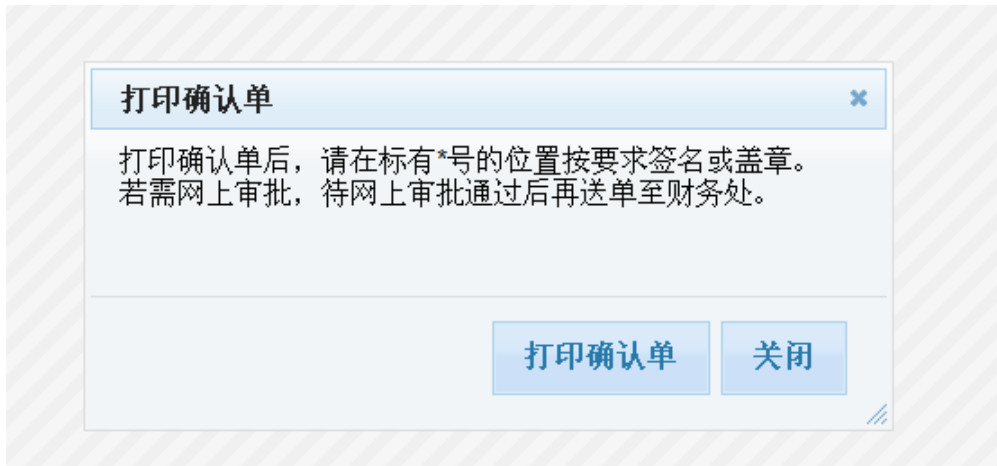 打印确认单
打印确认单后，请在标有*号的位置按要求签名或盖章。
若需网上审批，待网上审批通过后再送单至财务处。
打印确认单
关闭